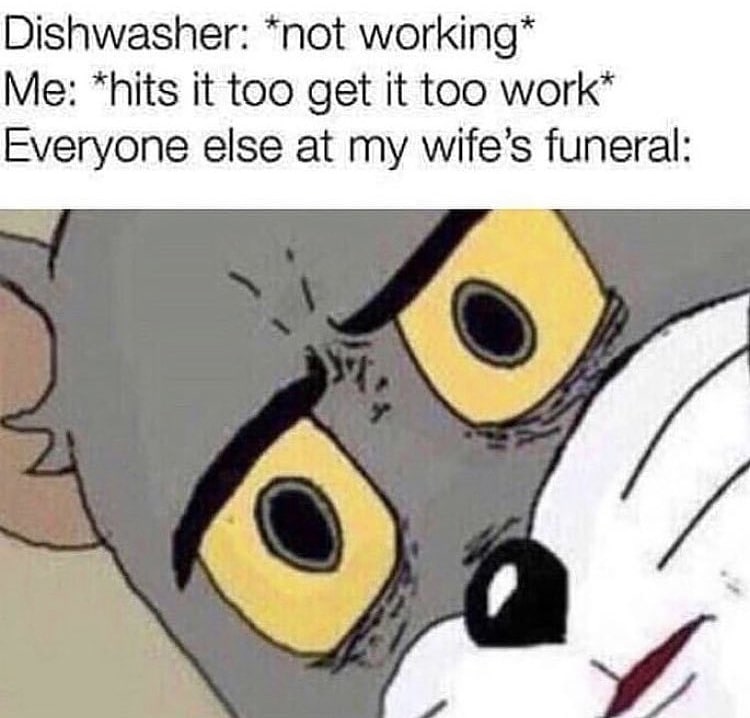 Dishwasher: *not working*
Me: *hits it too get it too work*
Everyone else at my wife's funeral: